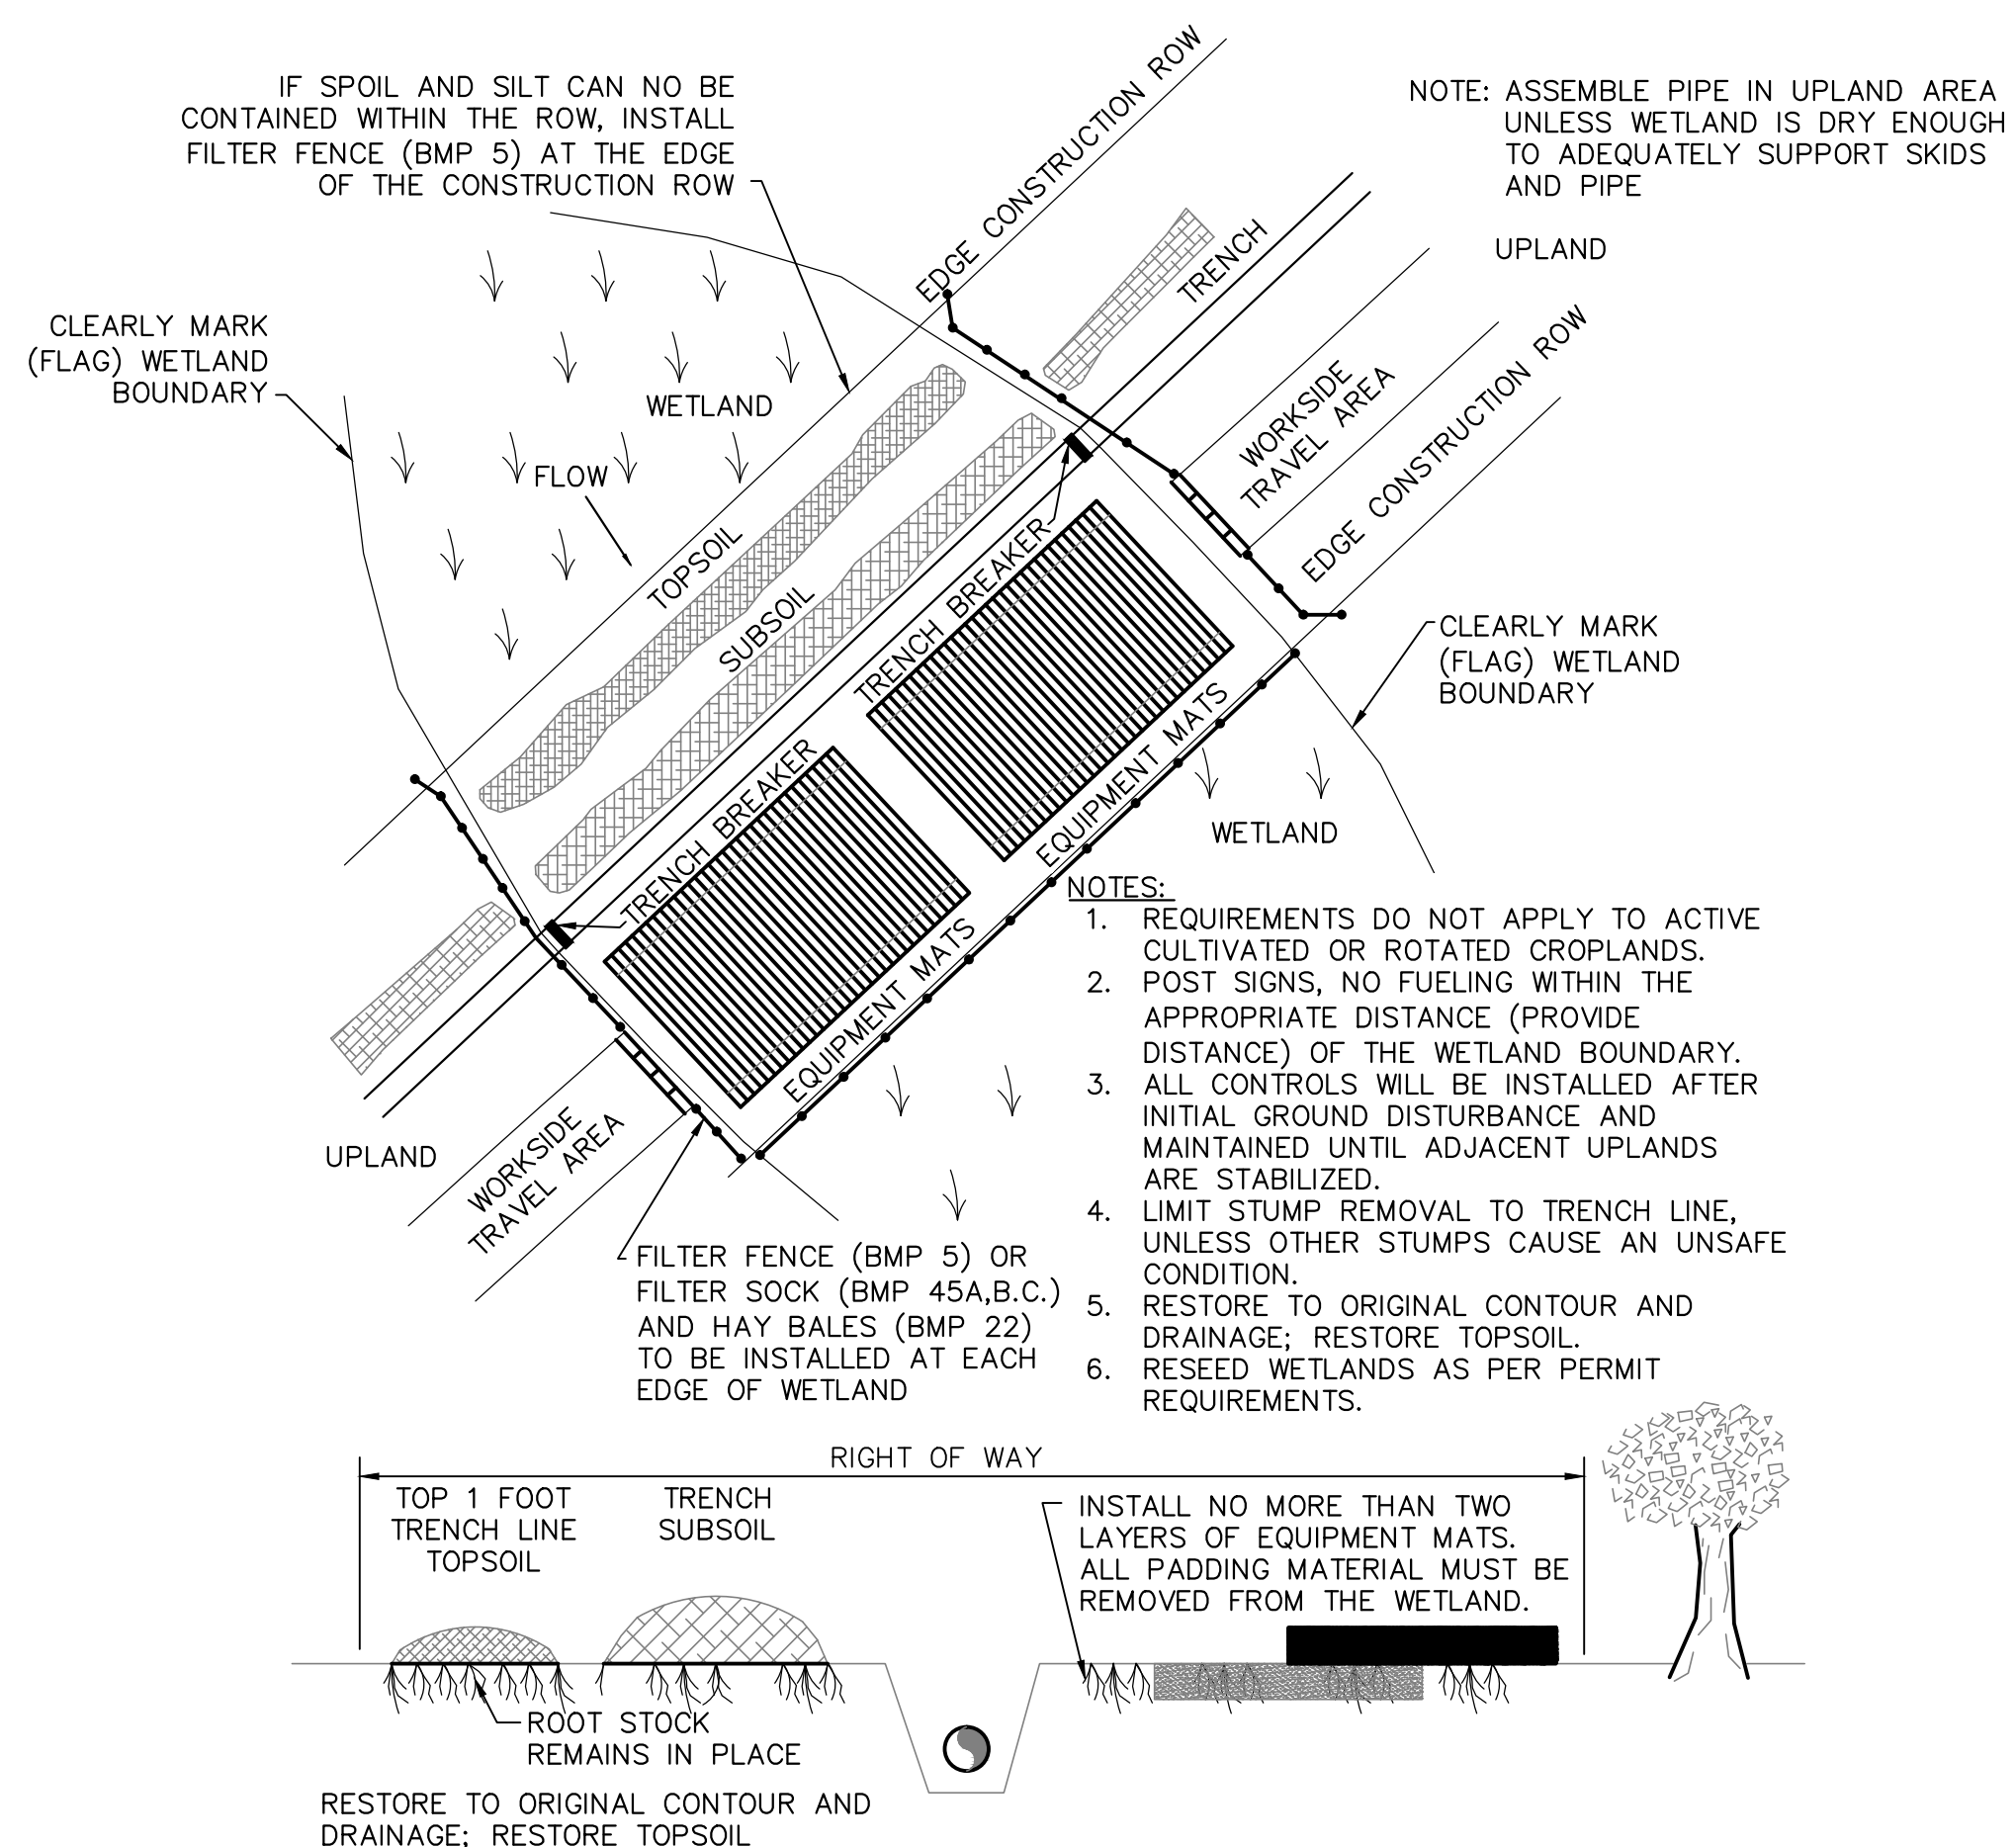 IF SPOIL AND SILT CAN NO BE
CONTAINED WITHIN THE ROW, INSTALL
FILTER FENCE (BMP 5) AT THE EDGE
OF THE CONSTRUCTION ROW
NOTE: ASSEMBLE PIPE IN UPLAND AREA
UNLESS WETLAND IS DRY ENOUGH
TO ADEQUATELY SUPPORT SKIDS
AND PIPE
EDGE CONSTRUCTION ROW
TRENCH
UPLAND
CLEARLY MARK
(FLAG) WETLAND
BOUNDARY
WETLAND
FLOW
WORKSIDE
TRAVEL AREA
EDGE CONSTRUCTION ROW
TOPSOIL
SUBSOIL
TRENCH BREAKER
CLEARLY MARK
(FLAG) WETLAND
BOUNDARY
TRENCH BREAKER
EQUIPMENT MATS
WETLAND
EQUIPMENT MATS
UPLAND
WORKSIDE
TRAVEL AREA
FILTER FENCE (BMP 5) OR
FILTER SOCK (BMP 45A,B.C.)
AND HAY BALES (BMP 22)
TO BE INSTALLED AT EACH
EDGE OF WETLAND
NOTES:
1. REQUIREMENTS DO NOT APPLY TO ACTIVE
CULTIVATED OR ROTATED CROPLANDS.
2. POST SIGNS, NO FUELING WITHIN THE
APPROPRIATE DISTANCE (PROVIDE
DISTANCE) OF THE WETLAND BOUNDARY.
3. ALL CONTROLS WILL BE INSTALLED AFTER
INITIAL GROUND DISTURBANCE AND
MAINTAINED UNTIL ADJACENT UPLANDS
ARE STABILIZED.
4. LIMIT STUMP REMOVAL TO TRENCH LINE,
UNLESS OTHER STUMPS CAUSE AN UNSAFE
CONDITION.
5. RESTORE TO ORIGINAL CONTOUR AND
DRAINAGE; RESTORE TOPSOIL.
6. RESEED WETLANDS AS PER PERMIT
REQUIREMENTS.
RIGHT OF WAY
TOP 1 FOOT
TRENCH LINE
TOPSOIL
TRENCH
SUBSOIL
INSTALL NO MORE THAN TWO
LAYERS OF EQUIPMENT MATS.
ALL PADDING MATERIAL MUST BE
REMOVED FROM THE WETLAND.
ROOT STOCK
REMAINS IN PLACE
RESTORE TO ORIGINAL CONTOUR AND
DRAINAGE; RESTORE TOPSOIL